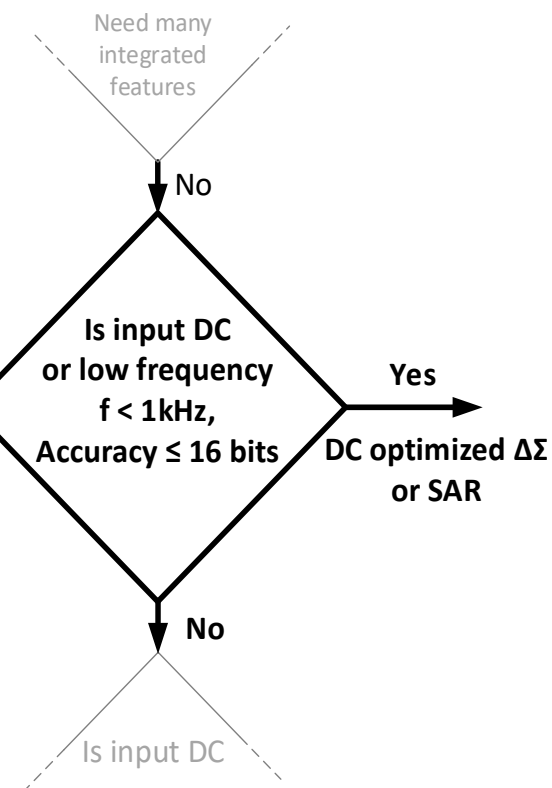 Need many
integrated
features
No
Is input DC
or low frequency
f < 1kHz,
Accuracy ≤ 16 bits
Yes
DC optimized ΔΣ
or SAR
No
Is input DC